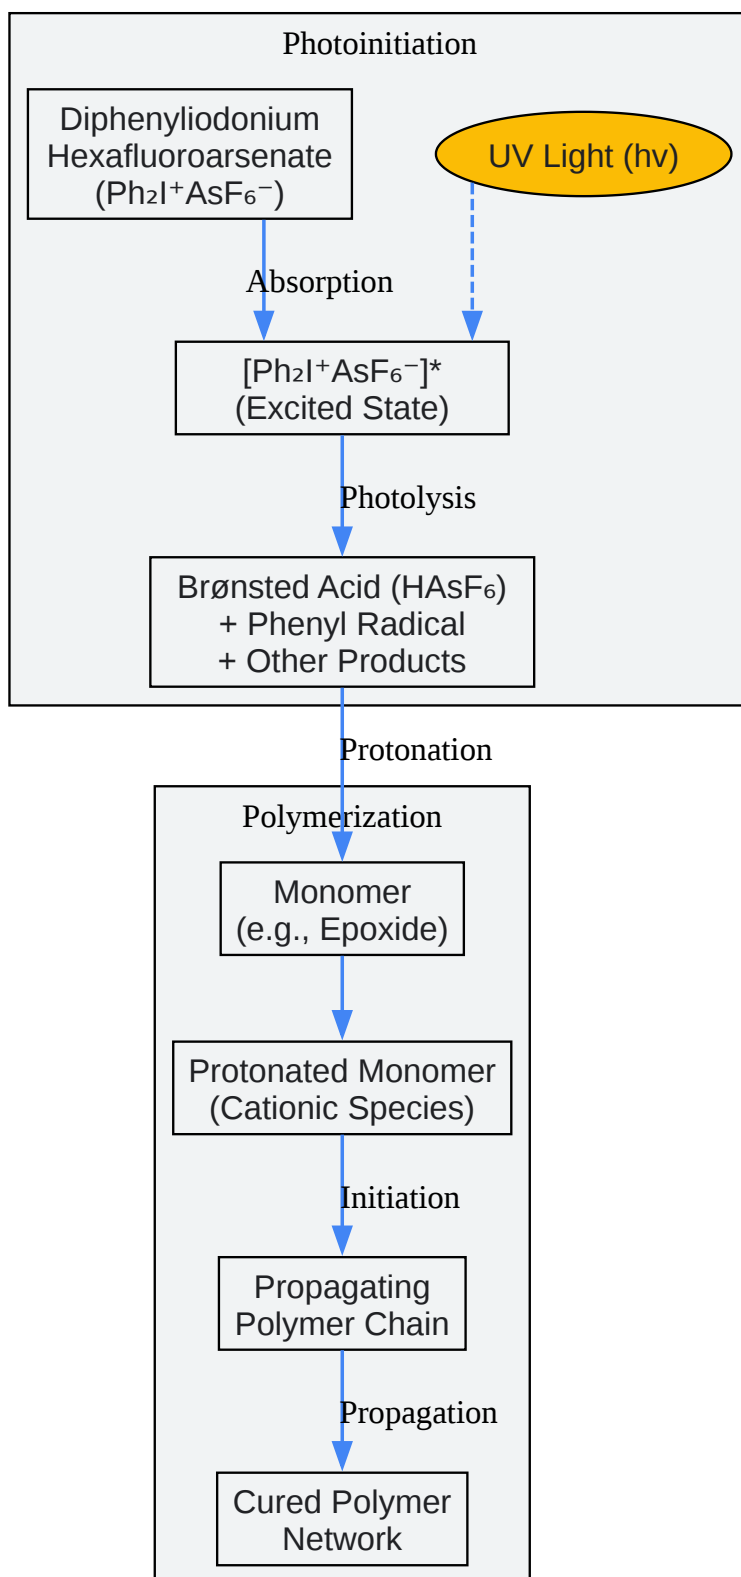 Photoinitiation
Diphenyliodonium
Hexafluoroarsenate
(Ph₂I⁺AsF₆⁻)
UV Light (hv)
Absorption
[Ph₂I⁺AsF₆⁻]*
(Excited State)
Photolysis
Brønsted Acid (HAsF₆)
+ Phenyl Radical
+ Other Products
Protonation
Polymerization
Monomer
(e.g., Epoxide)
Protonated Monomer
(Cationic Species)
Initiation
Propagating
Polymer Chain
Propagation
Cured Polymer
Network